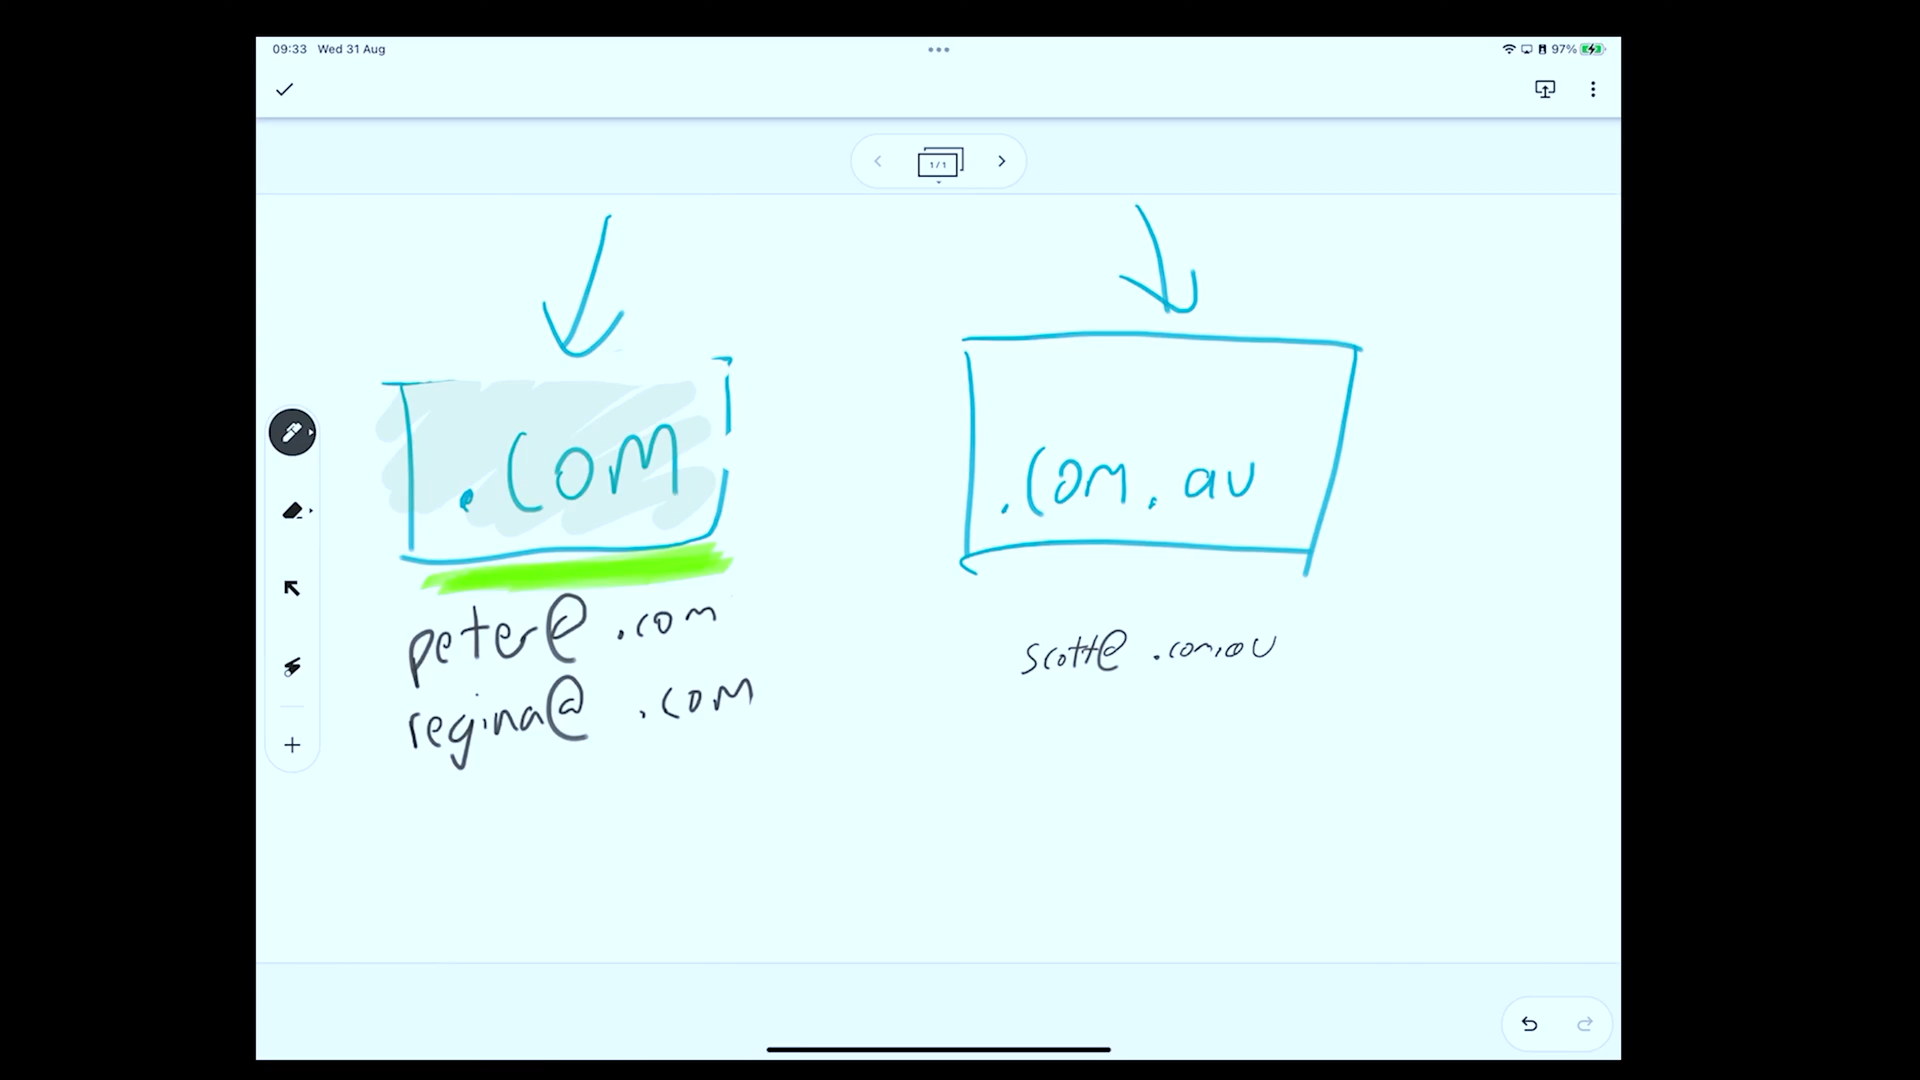 09:33 Wed 31 Aug
97%
1/1
.com
.com.au
peter@ .com
regina@ .com
scott@ .com.au